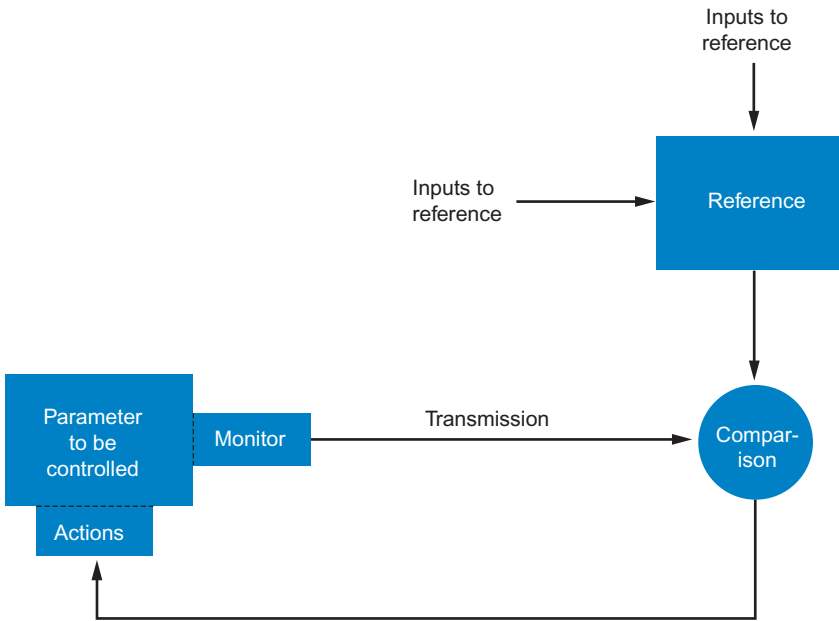 Inputs to
reference
Inputs to
reference
Reference
Parameter
to be
controlled
Monitor
Transmission
Compar-
ison
Actions